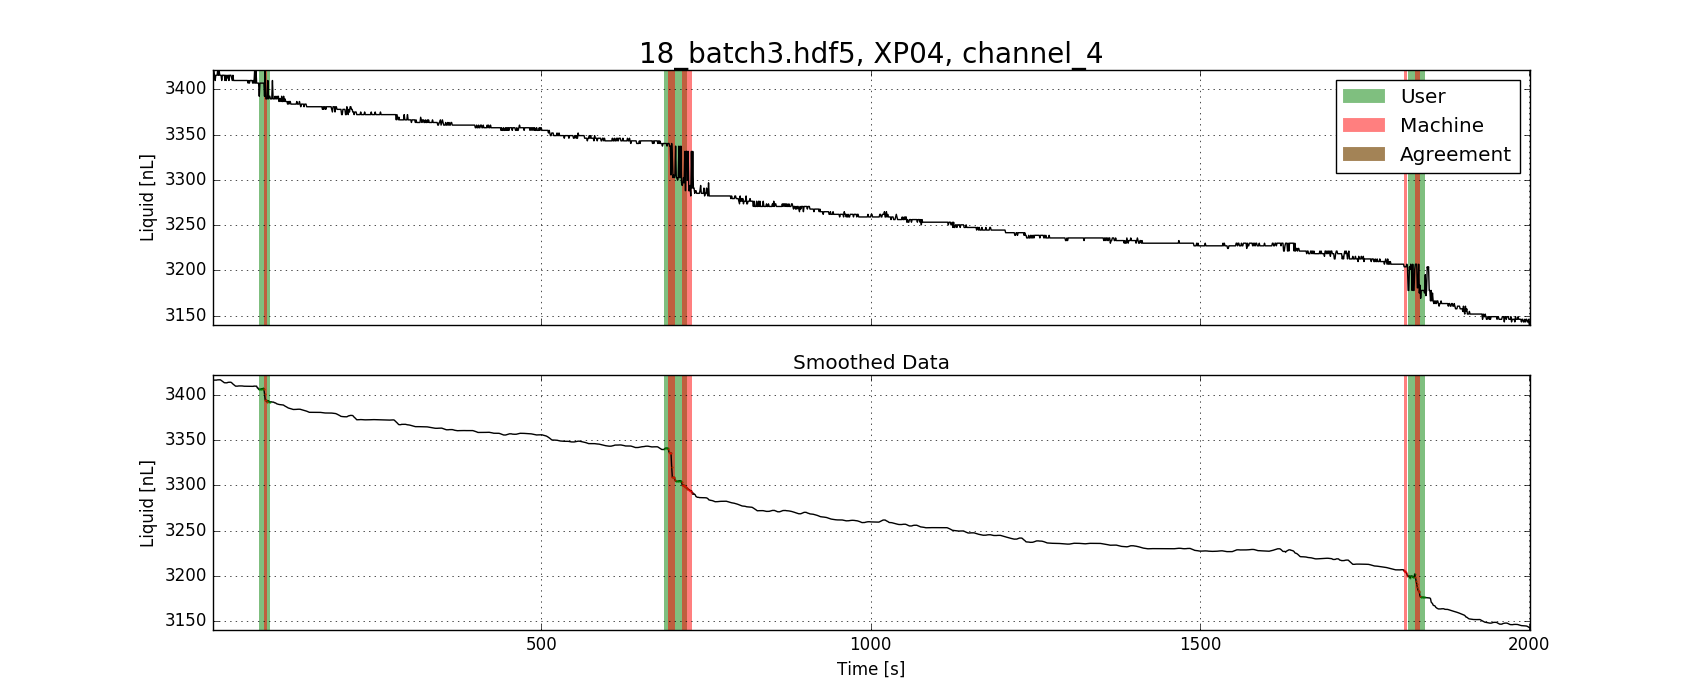 18_batch3.hdf5, XP04, channel_4
3400
3350
3300
3250
3200
3150
Liquid [nL]
User
Machine
Agreement
Smoothed Data
3400
3350
3300
3250
3200
3150
Liquid [nL]
500
1000
1500
2000
Time [s]